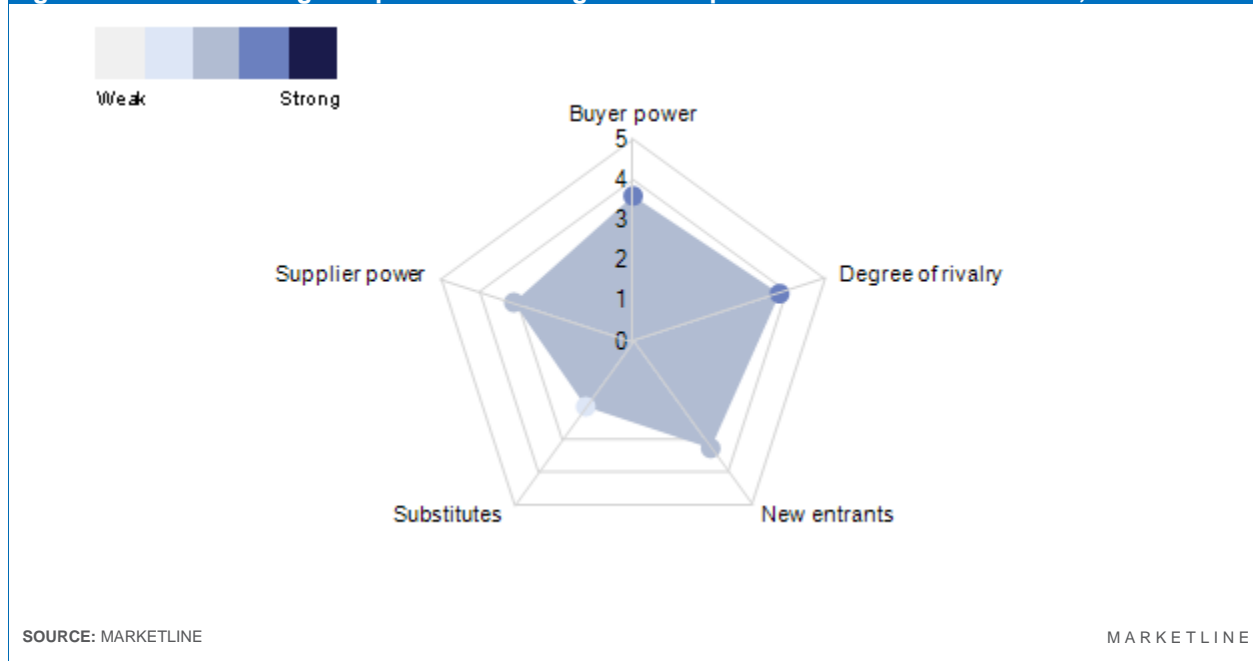 Weak Strong
Buyer power
5
4
3
2
1
0
Supplier power
Degree of rivalry
Substitutes
New entrants
SOURCE: MARKETLINE
MARKETLINE